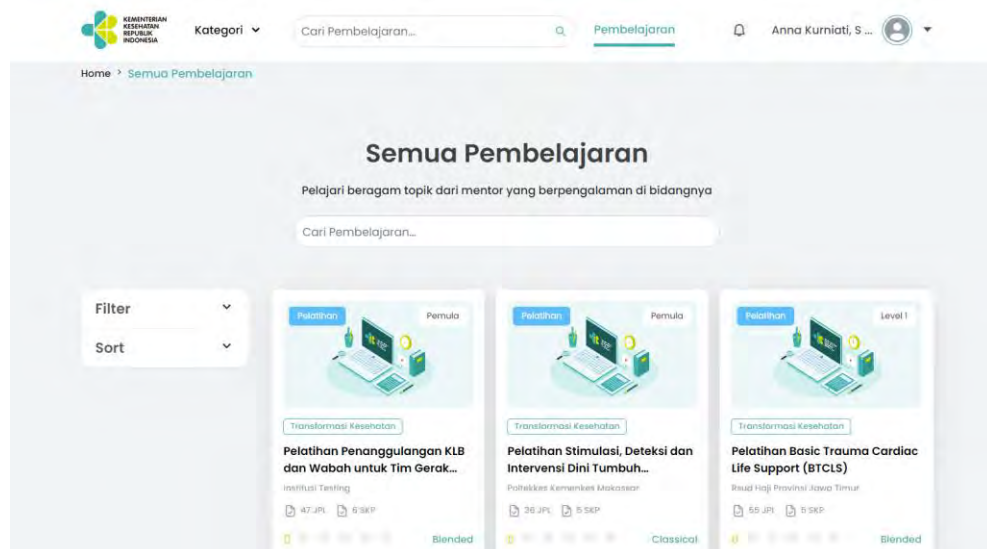 KEMENTERIAN
KESEHATAN
REPUBLIK
INDONESIA
Kategori
Cari Pembelajaran...
Pembelajaran
Anna Kurniati, S ...
Home > Semua Pembelajaran
Semua Pembelajaran
Pelajari beragam topik dari mentor yang berpengalaman di bidangnya
Cari Pembelajaran...
Filter
Sort
Pelatihan
Pemula
Transformasi Kesehatan
Pelatihan Penanggulangan KLB
dan Wabah untuk Tim Gerak...
Institusi Testing
47 JPL
6 SKP
Blended
Pelatihan
Pemula
Transformasi Kesehatan
Pelatihan Stimulasi, Deteksi dan
Intervensi Dini Tumbuh...
Poltekkes Kemenkes Makassar
36 JPL
5 SKP
Classical
Pelatihan
Level 1
Transformasi Kesehatan
Pelatihan Basic Trauma Cardiac
Life Support (BTCLS)
Rsud Haji Provinsi Jawa Timur
55 JPL
5 SKP
Blended